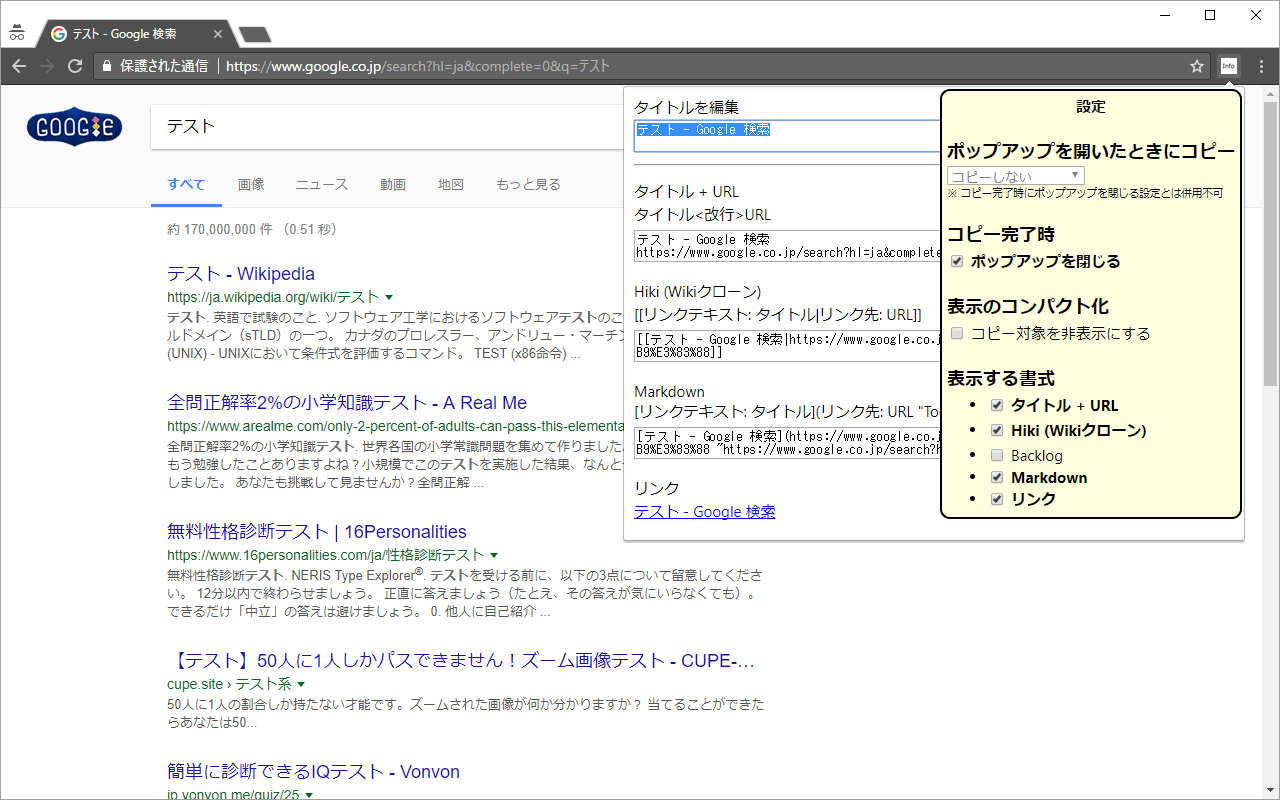 テスト - Google 検索
保護された通信
https://www.google.co.jp/search?hl=ja&complete=0&q=テスト
Info
GOOGLE
テスト
すべて 画像 ニュース 動画 地図 もっと見る
約 170,000,000 件 （0.51 秒）
テスト - Wikipedia
https://ja.wikipedia.org/wiki/テスト
テスト. 英語で試験のこと. ソフトウェア工学におけるソフトウェアテストのこ
ルドメイン（sTLD）の一つ。 カナダのプロレスラー、アンドリュー・マーチン
(UNIX) - UNIXにおいて条件式を評価するコマンド。 TEST (x86命令) ...
全問正解率2%の小学知識テスト - A Real Me
https://www.arealme.com/only-2-percent-of-adults-can-pass-this-elementa
全問正解率2%の小学知識テスト. 世界各国の小学常識問題を集めて作りました。
もう勉強したことありますよね？小規模でこのテストを実施した結果、なんと
しました。 あなたも挑戦して見ませんか？全問正解 ...
無料性格診断テスト | 16Personalities
https://www.16personalities.com/ja/性格診断テスト
無料性格診断テスト. NERIS Type Explorer®. テストを受ける前に、以下の3点について留意してくださ
い。 12分以内で終わらせましょう。 正直に答えましょう（たとえ、その答えが気にいらなくても）。
できるだけ「中立」の答えは避けましょう。 0. 他人に自己紹介 ...
【テスト】50人に1人しかパスできません！ズーム画像テスト - CUPE-…
cupe.site › テスト系
50人に1人の割合しか持たない才能です。ズームされた画像が何か分かりますか？ 当てることができた
らあなたは50...
簡単に診断できるIQテスト - Vonvon
jp.vonvon.me/quiz/25
タイトルを編集
テスト - Google 検索
タイトル + URL
タイトル<改行>URL
テスト - Google 検索
https://www.google.co.jp/search?hl=ja&complete
Hiki (Wikiクローン)
[[リンクテキスト: タイトル|リンク先: URL]]
[[テスト - Google 検索|https://www.google.co.j
B9%E3%83%88]]
Markdown
[リンクテキスト: タイトル](リンク先: URL "Too
[テスト - Google 検索](https://www.google.co.j
B9%E3%83%88 "https://www.google.co.jp/search?h
リンク
テスト - Google 検索
設定
ポップアップを開いたときにコピー
コピーしない
※ コピー完了時にポップアップを閉じる設定とは併用不可
コピー完了時
ポップアップを閉じる
表示のコンパクト化
コピー対象を非表示にする
表示する書式
タイトル + URL
Hiki (Wikiクローン)
Backlog
Markdown
リンク